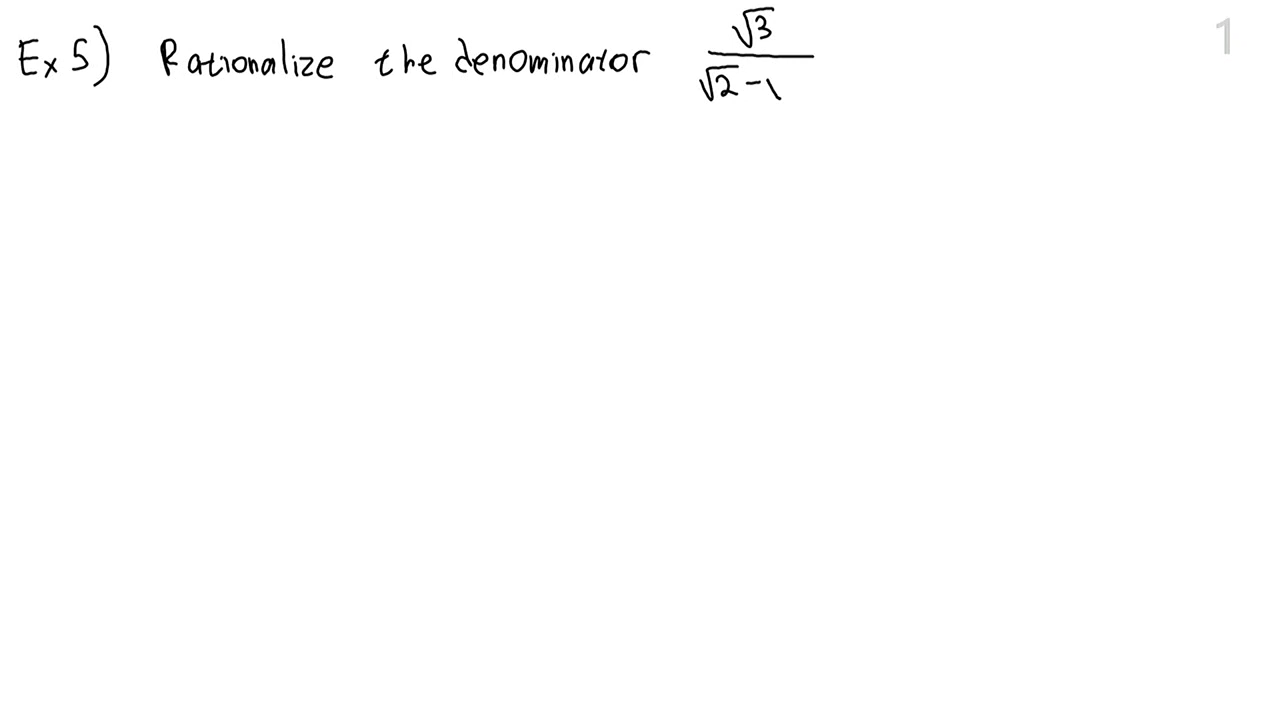 Ex 5) Rationalize the denominator √3 / √2 - 1
1